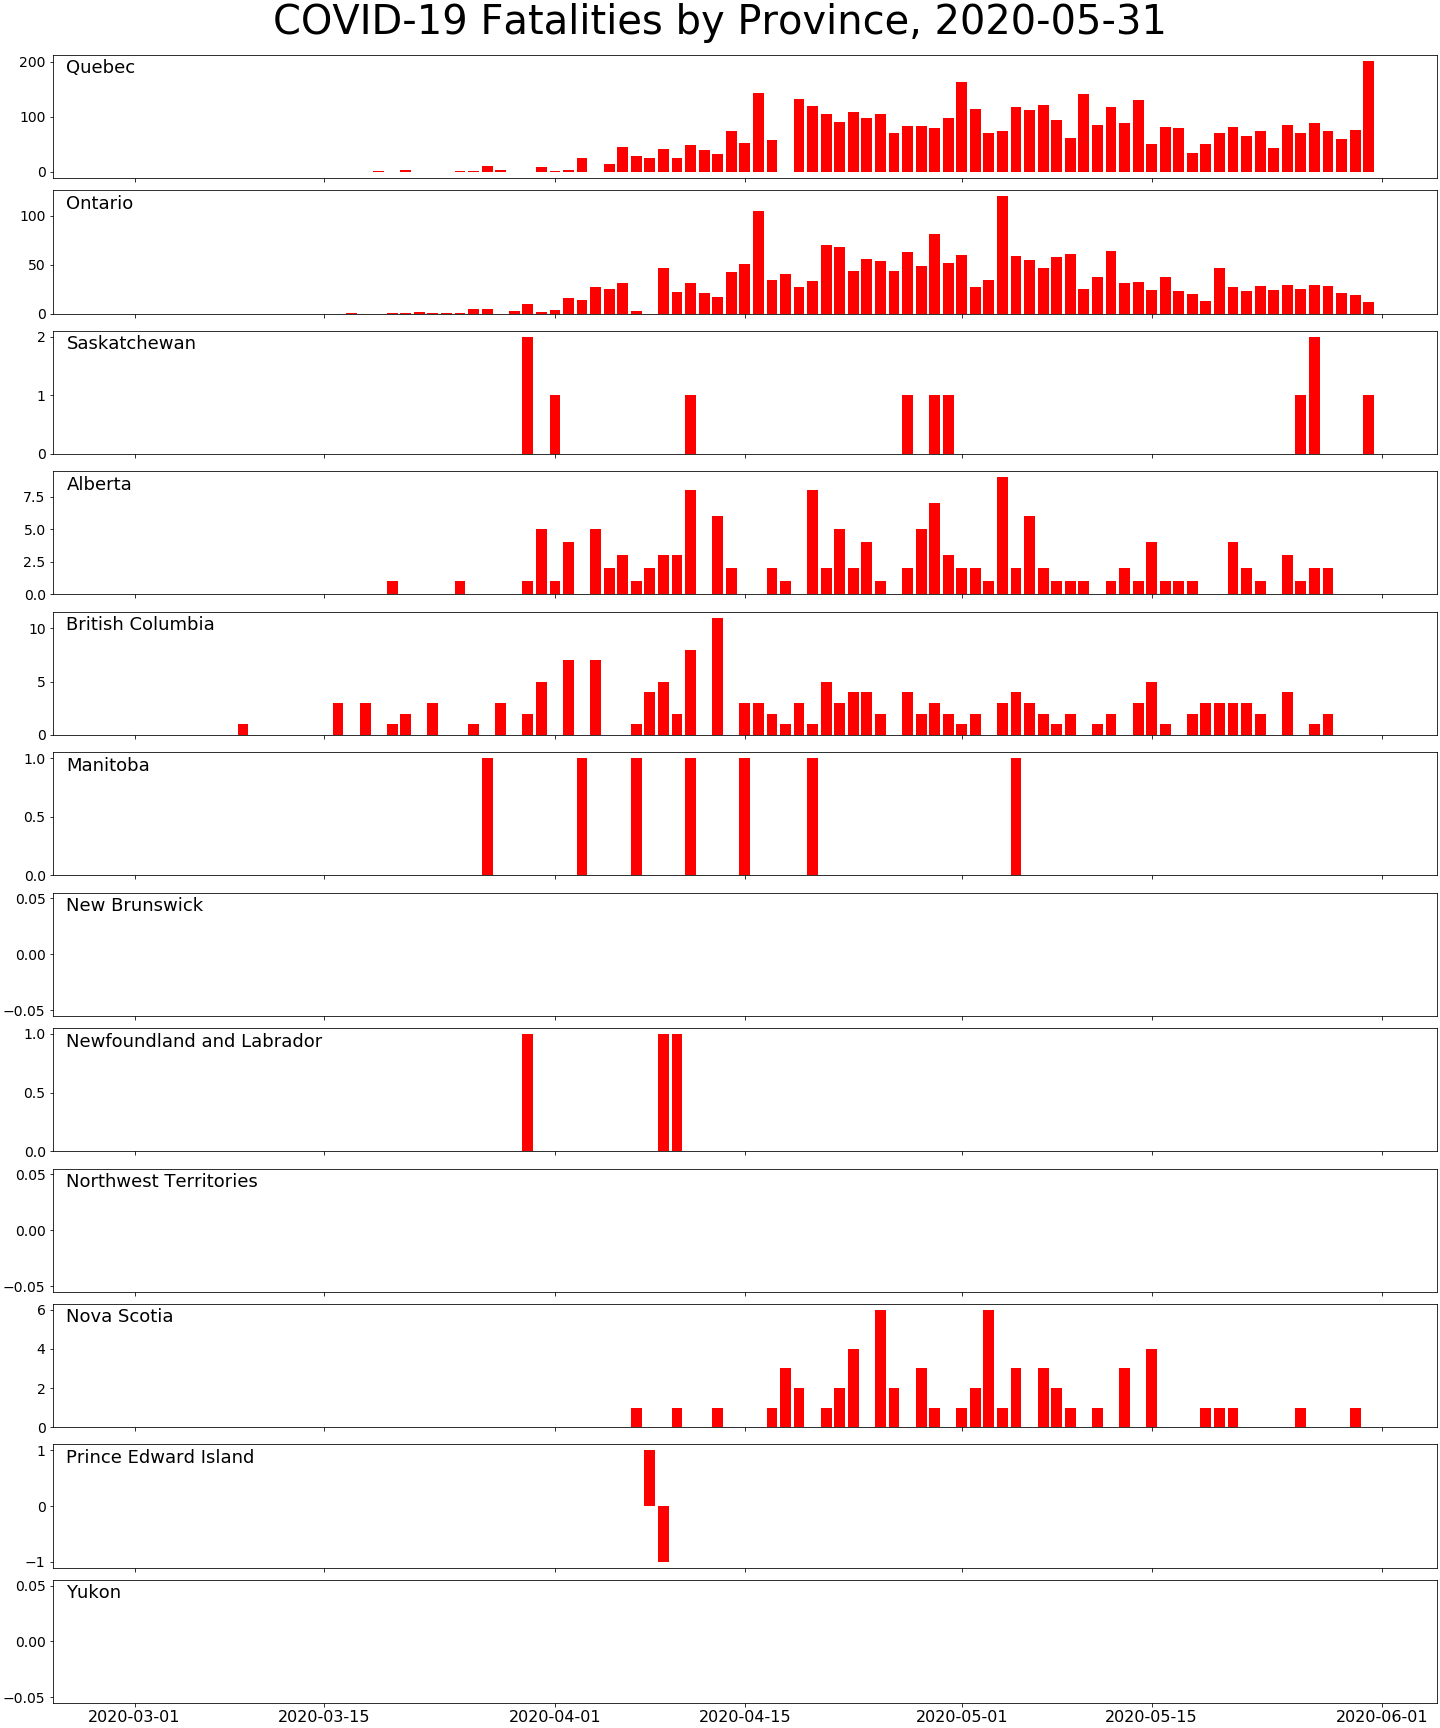 COVID-19 Fatalities by Province, 2020-05-31
Quebec
200
100
0
Ontario
100
50
0
Saskatchewan
2
1
0
Alberta
7.5
5.0
2.5
0.0
British Columbia
10
5
0
Manitoba
1.0
0.5
0.0
New Brunswick
0.05
0.00
−0.05
Newfoundland and Labrador
1.0
0.5
0.0
Northwest Territories
0.05
0.00
−0.05
Nova Scotia
6
4
2
0
Prince Edward Island
1
0
−1
Yukon
0.05
0.00
−0.05
2020-03-01 2020-03-15 2020-04-01 2020-04-15 2020-05-01 2020-05-15 2020-06-01